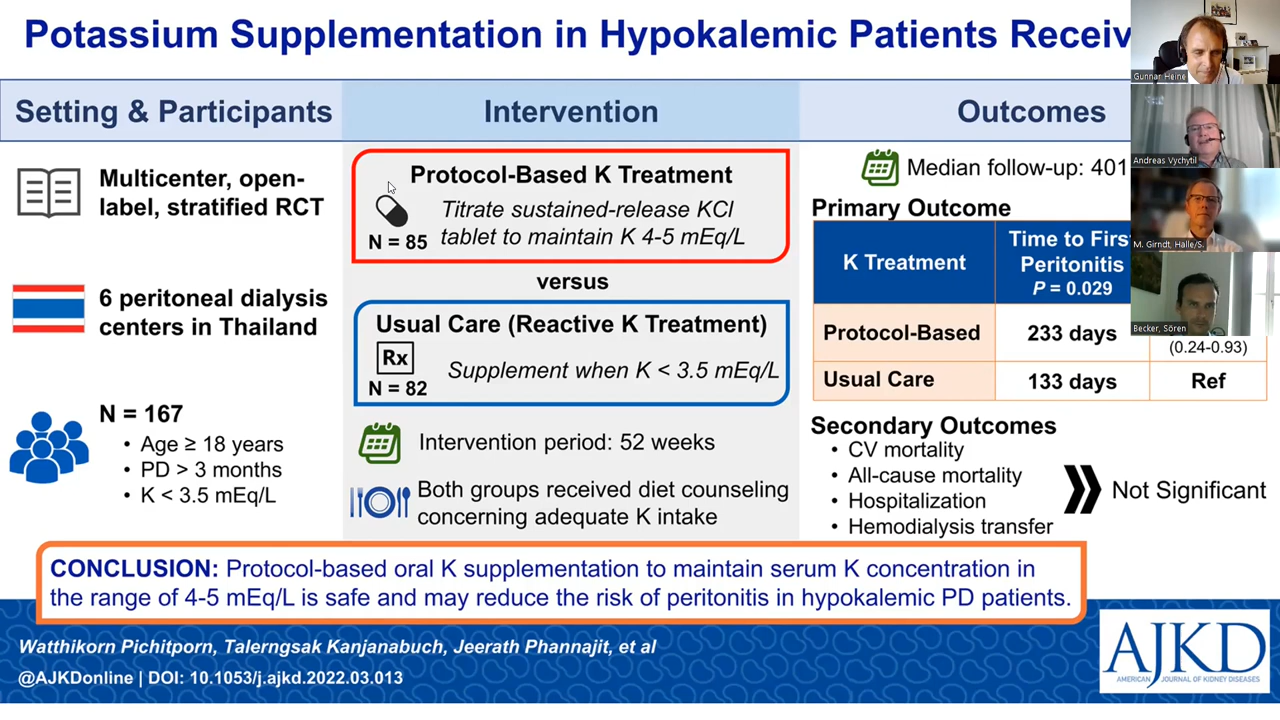 Potassium Supplementation in Hypokalemic Patients Receiv
Setting & Participants
Multicenter, open-
label, stratified RCT
6 peritoneal dialysis
centers in Thailand
N = 167
• Age ≥ 18 years
• PD > 3 months
• K < 3.5 mEq/L
Intervention
Protocol-Based K Treatment
Titrate sustained-release KCl
tablet to maintain K 4-5 mEq/L
N = 85
versus
Usual Care (Reactive K Treatment)
Rx
Supplement when K < 3.5 mEq/L
N = 82
Intervention period: 52 weeks
Both groups received diet counseling
concerning adequate K intake
Outcomes
Median follow-up: 401
Primary Outcome
K Treatment
Time to Firs
Peritonitis
P = 0.029
Protocol-Based
233 days
(0.24-0.93)
Usual Care
133 days
Ref
Secondary Outcomes
• CV mortality
• All-cause mortality
• Hospitalization
• Hemodialysis transfer
Not Significant
CONCLUSION: Protocol-based oral K supplementation to maintain serum K concentration in
the range of 4-5 mEq/L is safe and may reduce the risk of peritonitis in hypokalemic PD patients.
Watthikorn Pichitporn, Talerngsak Kanjanabuch, Jeerath Phannajit, et al
@AJKDonline | DOI: 10.1053/j.ajkd.2022.03.013
AJKD
AMERICAN JOURNAL OF KIDNEY DISEASES
Gunnar Heine
Andreas Vychytil
M. Girndt, Halle/S.
Becker, Sören